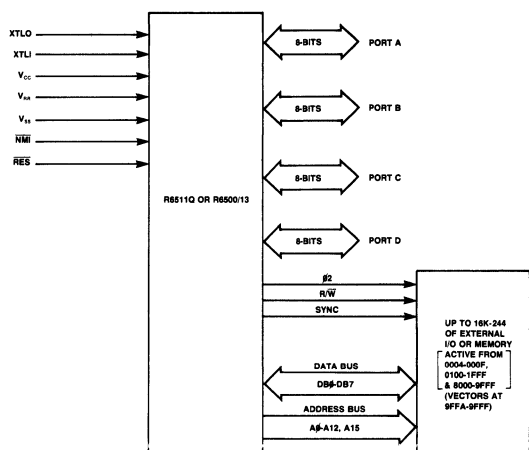 XTLO
XTLI
VCC
VRR
VSS
NMI
RES
R6511Q OR R6500/13
8-BITS PORT A
8-BITS PORT B
8-BITS PORT C
8-BITS PORT D
Ø2
R/W
SYNC
DATA BUS
DBØ-DB7
ADDRESS BUS
AØ-A12, A15
UP TO 16K-244
OF EXTERNAL
I/O OR MEMORY
ACTIVE FROM
0004-000F,
0100-1FFF
& 8000-9FFF
(VECTORS AT
9FFA-9FFF)